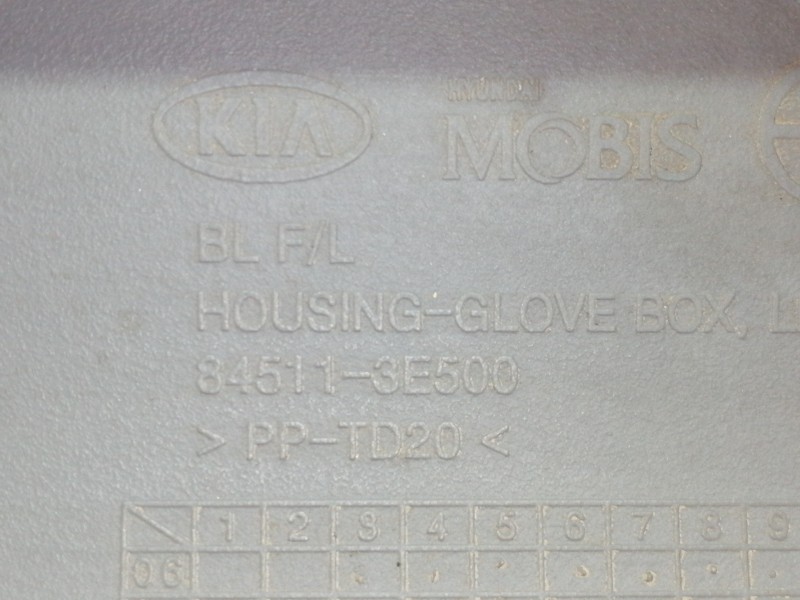 KIA
HYUNDAI
MOBIS
BL F/L
HOUSING-GLOVE BOX, L
84511-3E500
> PP-TD20 <
1 2 3 4 5 6 7 8 9
06